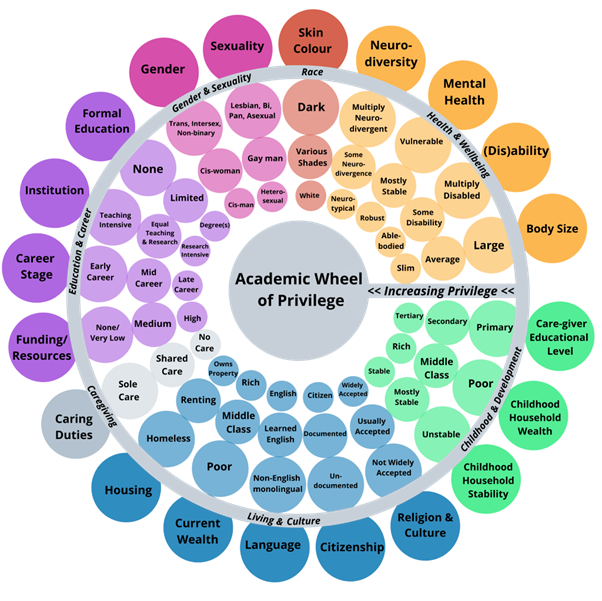 Academic Wheel
of Privilege
<< Increasing Privilege <<
Race
Skin
Colour
Dark
Various
Shades
White
Health & Wellbeing
Neuro-
diversity
Multiply
Neuro-
divergent
Some
Neuro-
divergence
Neuro-
typical
Mental
Health
Vulnerable
Mostly
Stable
Robust
(Dis)ability
Multiply
Disabled
Some
Disability
Able-
bodied
Body Size
Large
Average
Slim
Childhood & Development
Care-giver
Educational
Level
Primary
Secondary
Tertiary
Childhood
Household
Wealth
Poor
Middle
Class
Rich
Childhood
Household
Stability
Unstable
Mostly
Stable
Stable
Living & Culture
Religion &
Culture
Not Widely
Accepted
Usually
Accepted
Widely
Accepted
Citizenship
Un-
documented
Documented
Citizen
Language
Non-English
monolingual
Learned
English
English
Current
Wealth
Poor
Middle
Class
Rich
Housing
Homeless
Renting
Owns
Property
Caregiving
Caring
Duties
Sole
Care
Shared
Care
No
Care
Education & Career
Funding/
Resources
None/
Very Low
Medium
High
Career
Stage
Early
Career
Mid
Career
Late
Career
Institution
Teaching
Intensive
Equal
Teaching
& Research
Research
Intensive
Formal
Education
None
Limited
Degree(s)
Gender & Sexuality
Gender
Trans, Intersex,
Non-binary
Cis-woman
Cis-man
Sexuality
Lesbian, Bi,
Pan, Asexual
Gay man
Hetero-
sexual